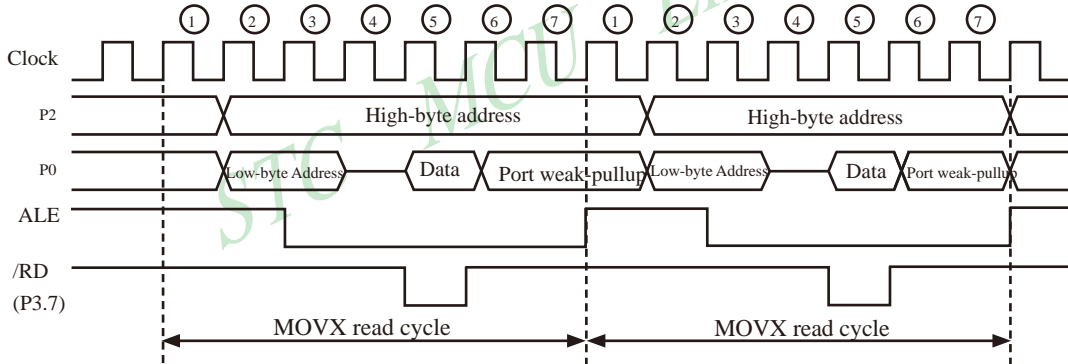 1 2 3 4 5 6 7 1 2 3 4 5 6 7
Clock
P2 High-byte address High-byte address
P0 Low-byte Address Data Port weak-pullup Low-byte Address Data Port weak-pullup
ALE
/RD
(P3.7)
MOVX read cycle MOVX read cycle
STC MCU